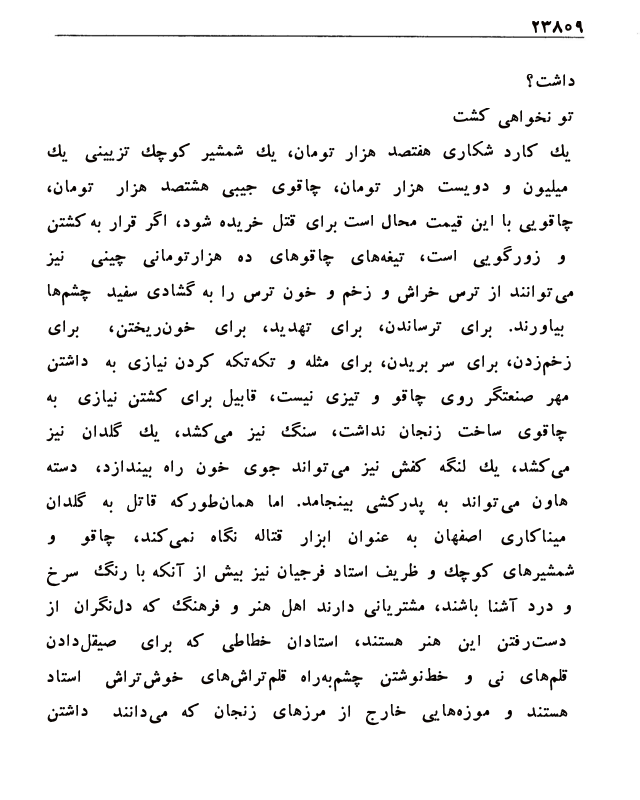 ۲۳۸۰۹
داشت؟
تو نخواهی کشت
یك کارد شکاری هفتصد هزار تومان، یك شمشیر کوچك تزیینی یك
میلیون و دویست هزار تومان، چاقوی جیبی هشتصد هزار تومان،
چاقویی با این قیمت محال است برای قتل خریده شود، اگر قرار به کشتن
و زورگویی است، تیغه‌های چاقوهای ده هزارتومانی چینی نیز
می‌توانند از ترس خراش و زخم و خون ترس را به گشادی سفید چشم‌ها
بیاورند. برای ترساندن، برای تهدید، برای خون‌ریختن، برای
زخم‌زدن، برای سر بریدن، برای مثله و تکه‌تکه کردن نیازی به داشتن
مهر صنعتگر روی چاقو و تیزی نیست، قابیل برای کشتن نیازی به
چاقوی ساخت زنجان نداشت، سنگ نیز می‌کشد، یك گلدان نیز
می‌کشد، یك لنگه کفش نیز می‌تواند جوی خون راه بیندازد، دسته
هاون می‌تواند به پدرکشی بینجامد. اما همان‌طورکه قاتل به گلدان
میناکاری اصفهان به عنوان ابزار قتاله نگاه نمی‌کند، چاقو و
شمشیرهای کوچك و ظریف استاد فرجیان نیز بیش از آنکه با رنگ سرخ
و درد آشنا باشند، مشتریانی دارند اهل هنر و فرهنگ که دل‌نگران از
دست‌رفتن این هنر هستند، استادان خطاطی که برای صیقل‌دادن
قلم‌های نی و خط‌نوشتن چشم‌به‌راه قلم‌تراش‌های خوش‌تراش استاد
هستند و موزه‌هایی خارج از مرزهای زنجان که می‌دانند داشتن